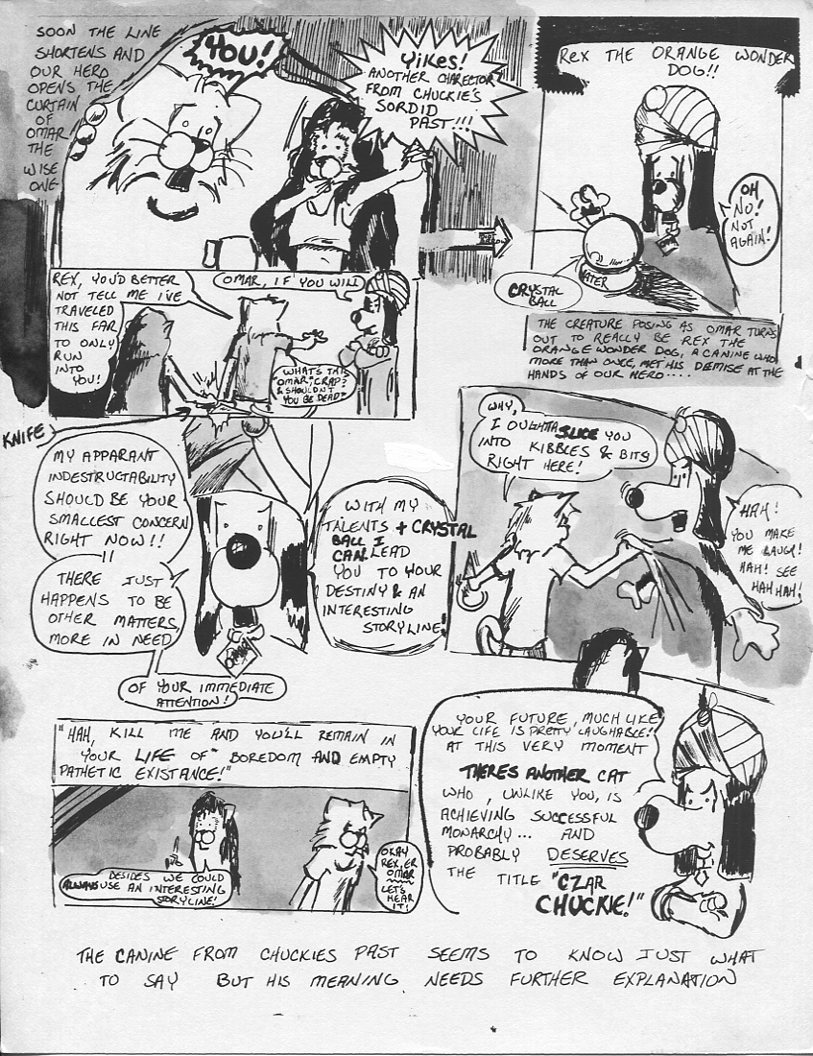 SOON THE LINE
SHORTENS AND
OUR HERO
OPENS THE
CURTAIN
OF
OMAR
THE
WISE
ONE
YOU!
YiKES!
ANOTHER CHARECTOR
FROM CHUCKIE'S
SORDID
PAST!!!
REX THE ORANGE WONDER
DOG!!
OH
NO!
NOT
AGAIN!
CRYSTAL
BALL
THE CREATURE POSING AS OMAR TURNS
OUT TO REALLY BE REX THE
ORANGE WONDER DOG, A CANINE WHO
MORE THAN ONCE, MET HIS DEMISE AT THE
HANDS OF OUR HERO....
REX, YOU'D BETTER
NOT TELL ME I'VE
TRAVELED
THIS FAR
TO ONLY
RUN
INTO
YOU!
OMAR, IF YOU WILL
WHAT'S THIS
OMAR, CRAP?
& SHOULDN'T
YOU BE DEAD?
KNIFE
MY APPARANT
INDESTRUCTABILITY
SHOULD BE YOUR
SMALLEST CONCERN
RIGHT NOW!!
THERE JUST
HAPPENS TO BE
OTHER MATTERS,
MORE IN NEED
OF YOUR IMMEDIATE
ATTENTION!
WITH MY
TALENTS + CRYSTAL
BALL I
CAN LEAD
YOU TO YOUR
DESTINY & AN
INTERESTING
STORYLINE!
OMAR
WHY,
I OUGHTTA SLICE YOU
INTO KIBBLES & BITS
RIGHT HERE!
HAH!
YOU MAKE
ME LAUGH!
HAH! SEE
HAH HAH!
"HAH, KILL ME AND YOU'LL REMAIN IN
YOUR LIFE OF" BOREDOM AND EMPTY
PATHETIC EXISTANCE!"
BESIDES WE COULD
ALWAYS USE AN INTERESTING
STORYLINE!
OKAY
REX, ER
OMAR
LET'S
HEAR
IT!
YOUR FUTURE, MUCH LIKE
YOUR LIFE IS PRETTY LAUGHABLE!
AT THIS VERY MOMENT
THERES ANOTHER CAT
WHO, UNLIKE YOU, IS
ACHIEVING SUCCESSFUL
MONARCHY... AND
PROBABLY DESERVES
THE TITLE "CZAR
CHUCKIE!"
THE CANINE FROM CHUCKIES PAST SEEMS TO KNOW JUST WHAT
TO SAY BUT HIS MEANING NEEDS FURTHER EXPLANATION